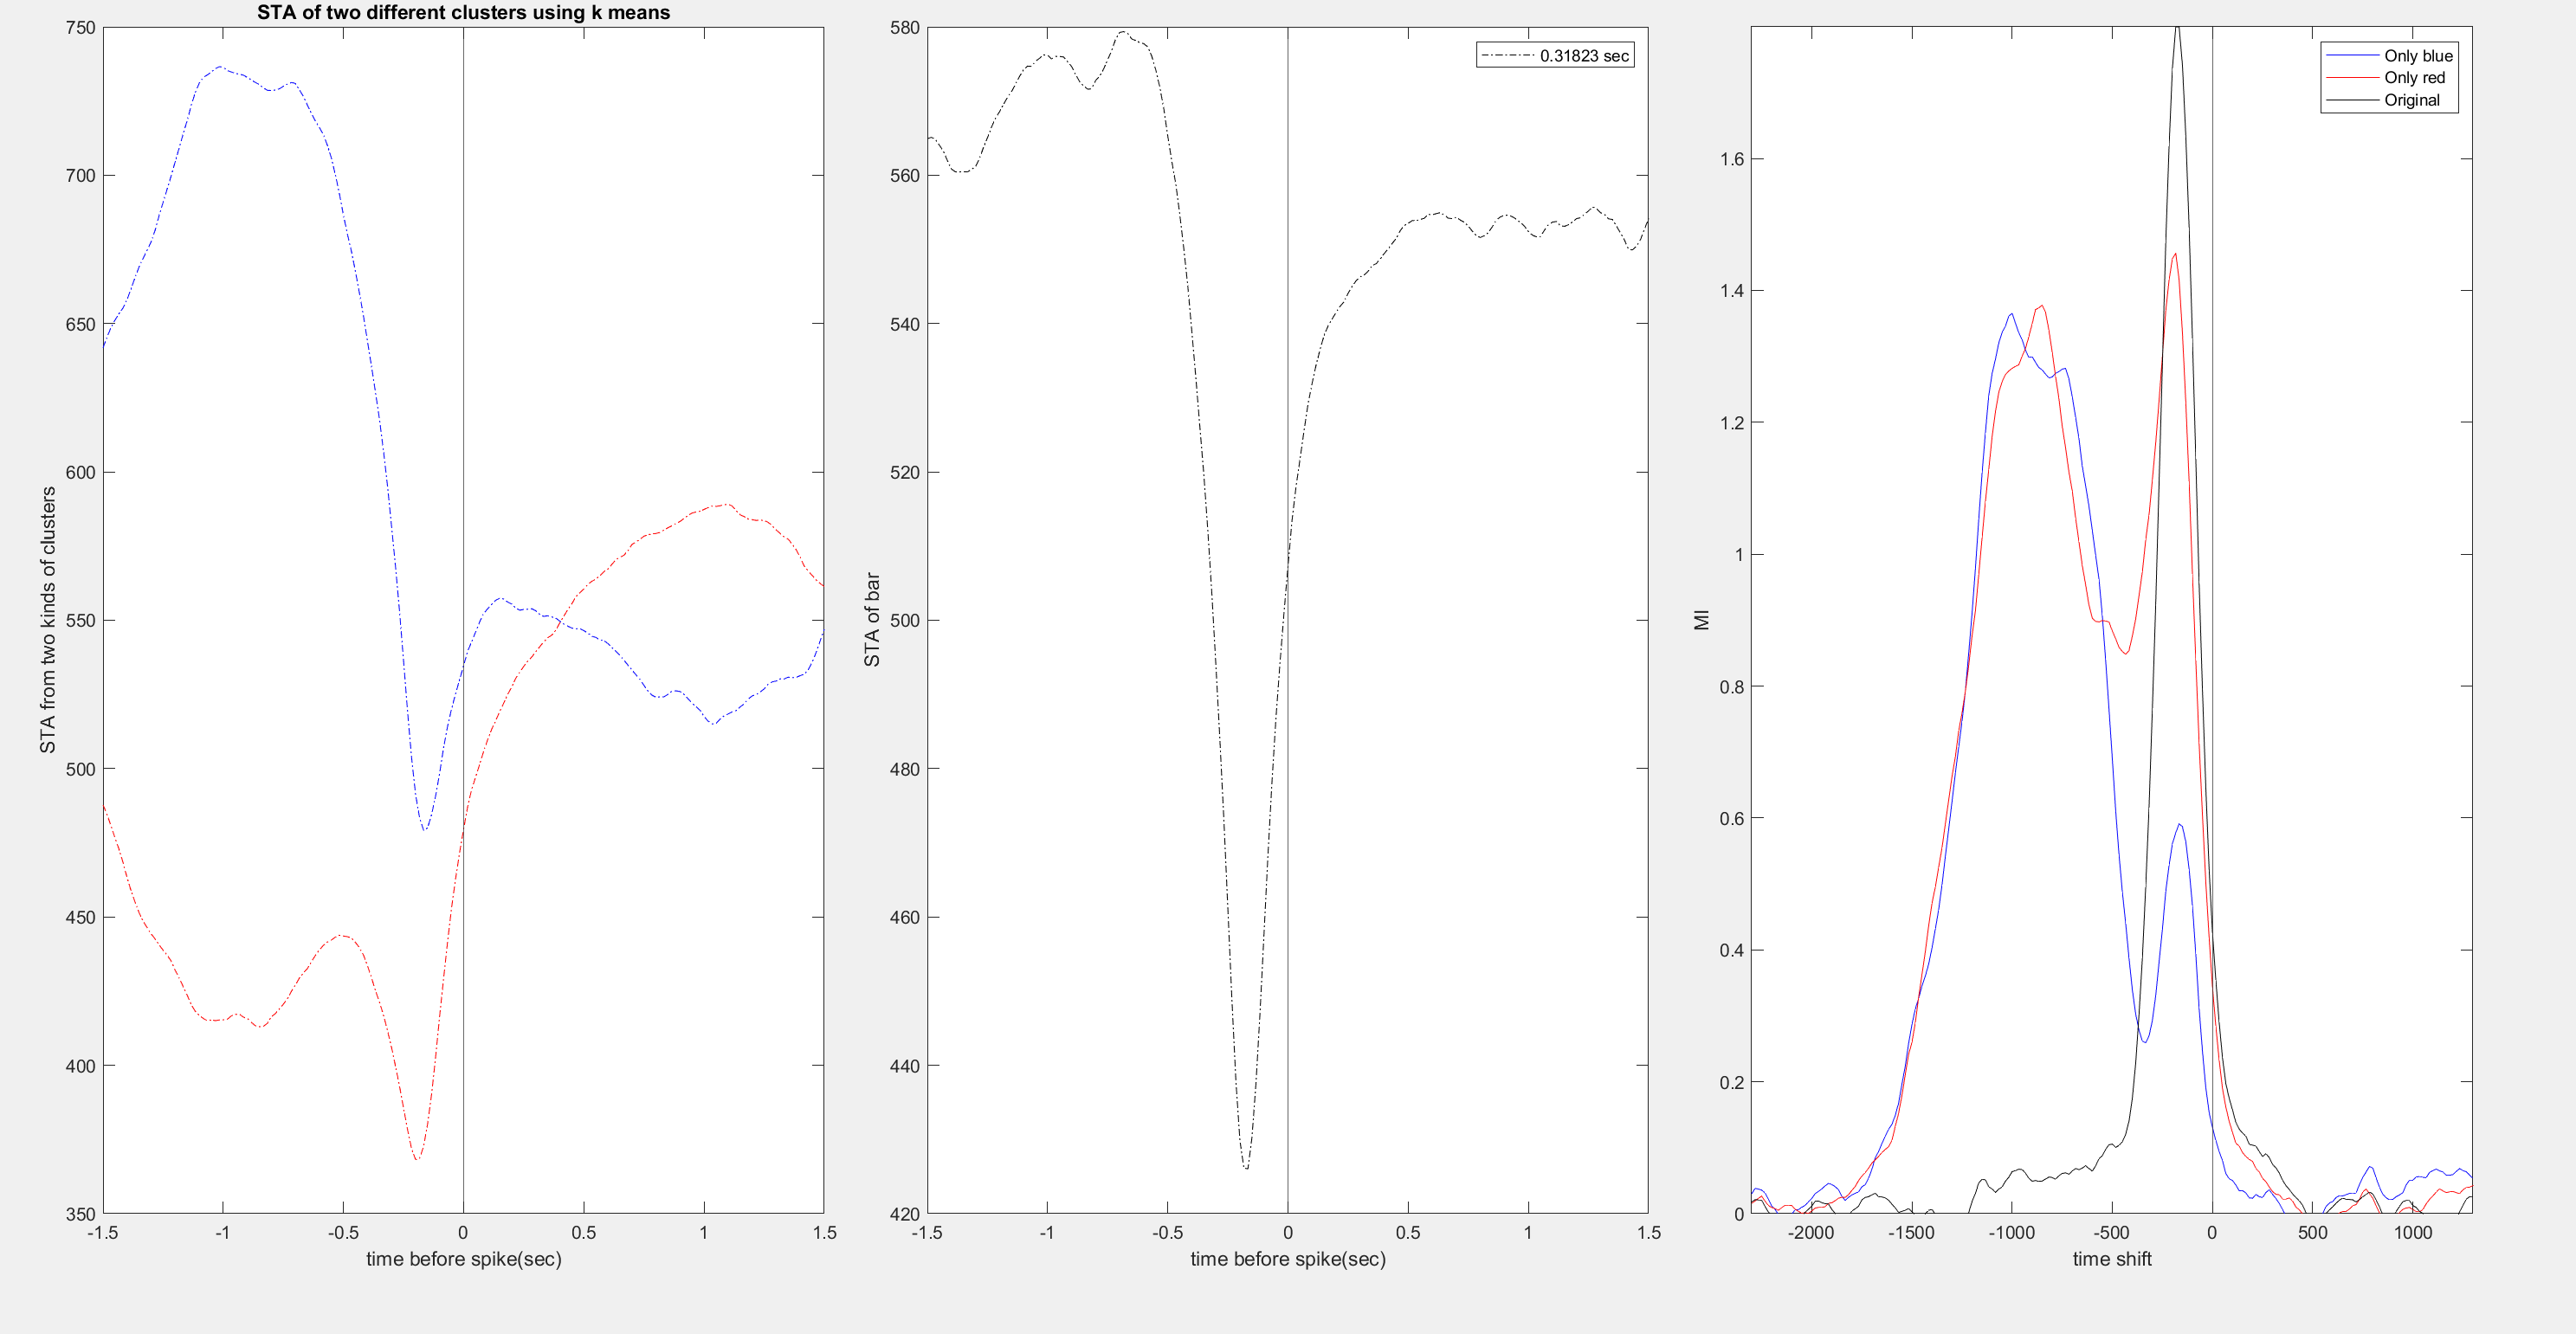 STA of two different clusters using k means
STA from two kinds of clusters
750
700
650
600
550
500
450
400
350
-1.5 -1 -0.5 0 0.5 1 1.5
time before spike(sec)
STA of bar
580
560
540
520
500
480
460
440
420
-1.5 -1 -0.5 0 0.5 1 1.5
time before spike(sec)
0.31823 sec
MI
1.6
1.4
1.2
1
0.8
0.6
0.4
0.2
0
-2000 -1500 -1000 -500 0 500 1000
time shift
Only blue
Only red
Original